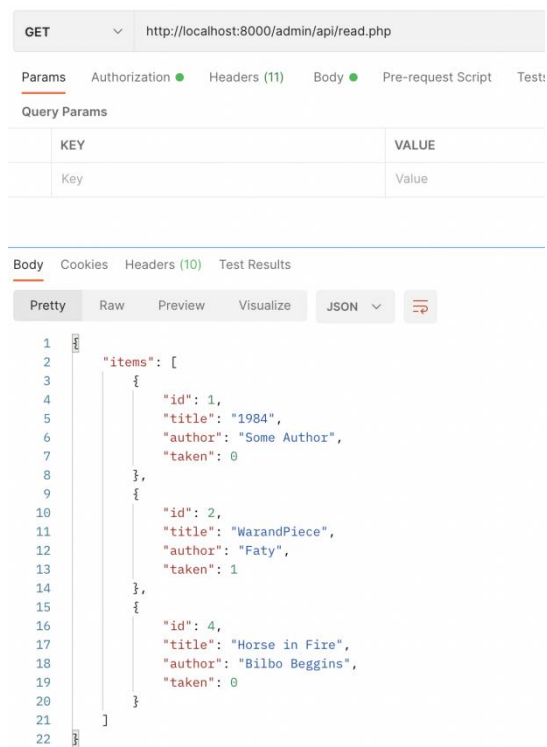 GET http://localhost:8000/admin/api/read.php
Params Authorization Headers (11) Body Pre-request Script Tests
Query Params
KEY VALUE
Key Value
Body Cookies Headers (10) Test Results
Pretty Raw Preview Visualize JSON
1 {
2 "items": [
3 {
4 "id": 1,
5 "title": "1984",
6 "author": "Some Author",
7 "taken": 0
8 },
9 {
10 "id": 2,
11 "title": "WarandPiece",
12 "author": "Faty",
13 "taken": 1
14 },
15 {
16 "id": 4,
17 "title": "Horse in Fire",
18 "author": "Bilbo Beggins",
19 "taken": 0
20 }
21 ]
22 }